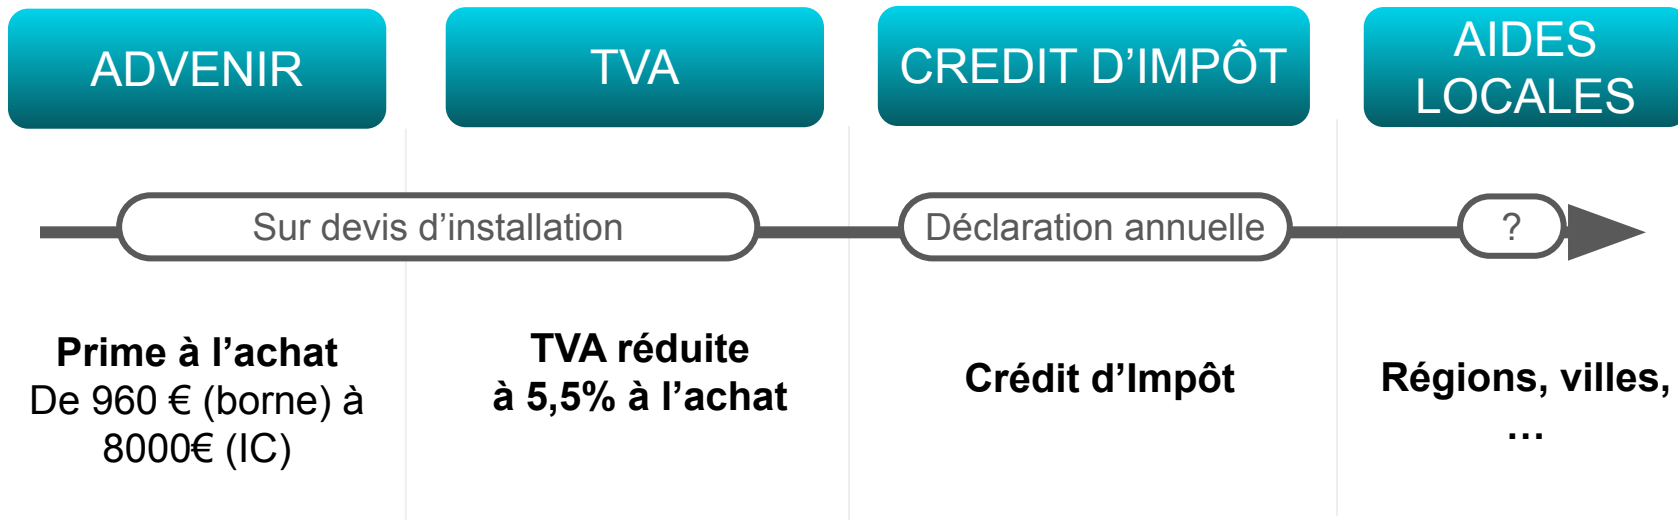 ADVENIR
TVA
CREDIT D’IMPÔT
AIDES
LOCALES
Sur devis d’installation
Déclaration annuelle
?
Prime à l’achat
De 960 € (borne) à
8000€ (IC)
TVA réduite
à 5,5% à l’achat
Crédit d’Impôt
Régions, villes,
…